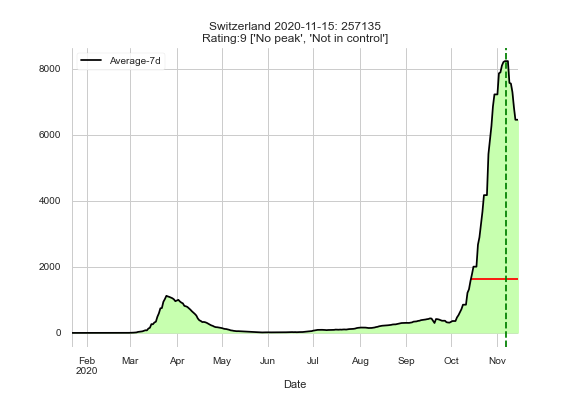 Switzerland 2020-11-15: 257135
Rating:9 ['No peak', 'Not in control']
Average-7d
8000
6000
4000
2000
0
Feb Mar Apr May Jun Jul Aug Sep Oct Nov
2020
Date